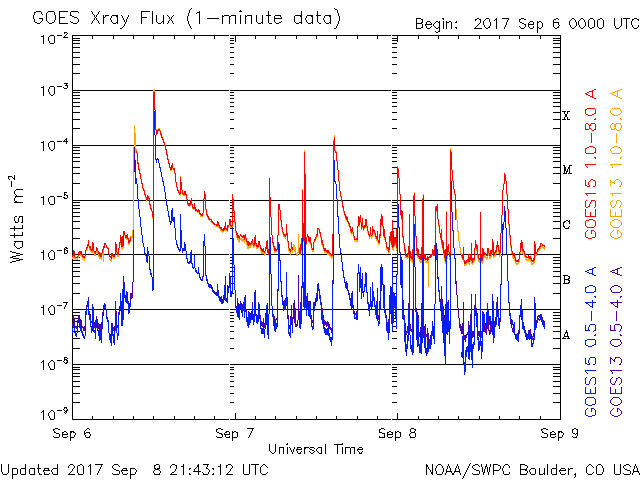 GOES Xray Flux (1-minute data)
Begin: 2017 Sep 6 0000 UTC
10-2
10-3
10-4
10-5
10-6
10-7
10-8
10-9
Watts m-2
X
M
C
B
A
GOES15 1.0-8.0 A
GOES13 1.0-8.0 A
GOES15 0.5-4.0 A
GOES13 0.5-4.0 A
Sep 6
Sep 7
Sep 8
Sep 9
Universal Time
Updated 2017 Sep 8 21:43:12 UTC
NOAA/SWPC Boulder, CO USA